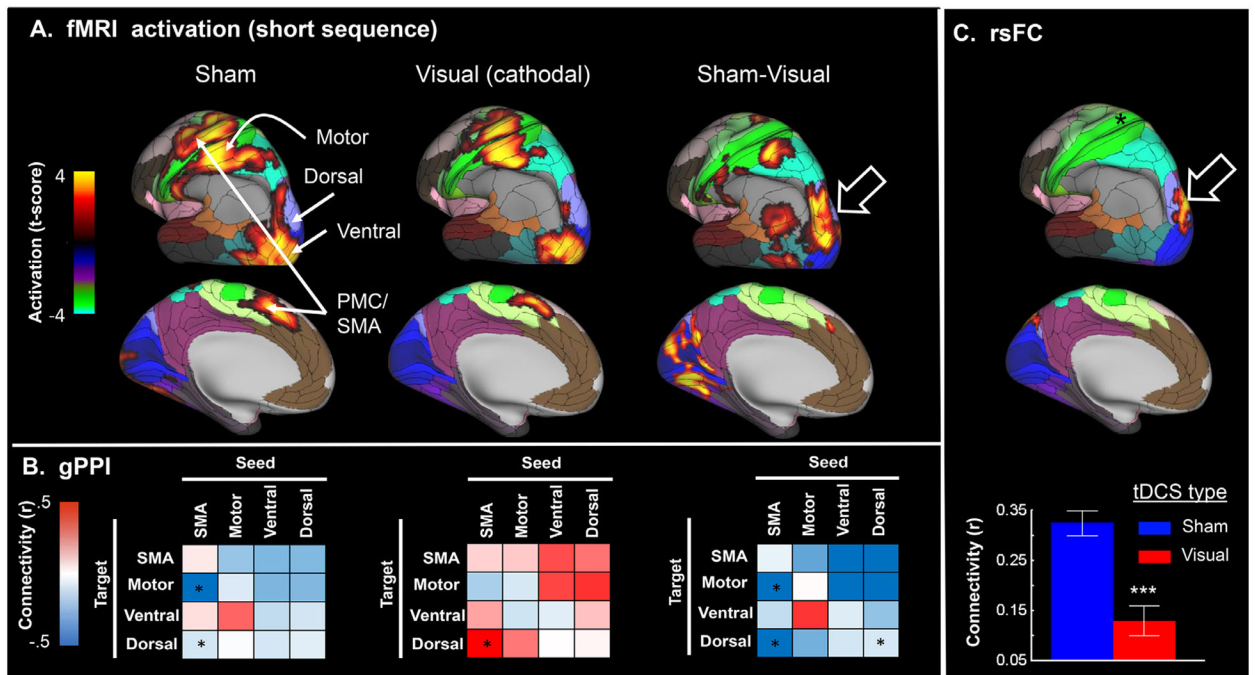 A. fMRI activation (short sequence)
Sham
Visual (cathodal)
Sham-Visual
Motor
Dorsal
Ventral
PMC/
SMA
Activation (t-score)
4
-4
B. gPPI
Connectivity (r)
.5
-.5
Seed
SMA
Motor
Ventral
Dorsal
Target
SMA
Motor
*
Ventral
Dorsal
*
Seed
SMA
Motor
Ventral
Dorsal
Target
SMA
Motor
Ventral
Dorsal
*
Seed
SMA
Motor
Ventral
Dorsal
Target
SMA
Motor
*
Ventral
Dorsal
* *
C. rsFC
*
tDCS type
Sham
Visual
***
Connectivity (r)
0.35
0.25
0.15
0.05